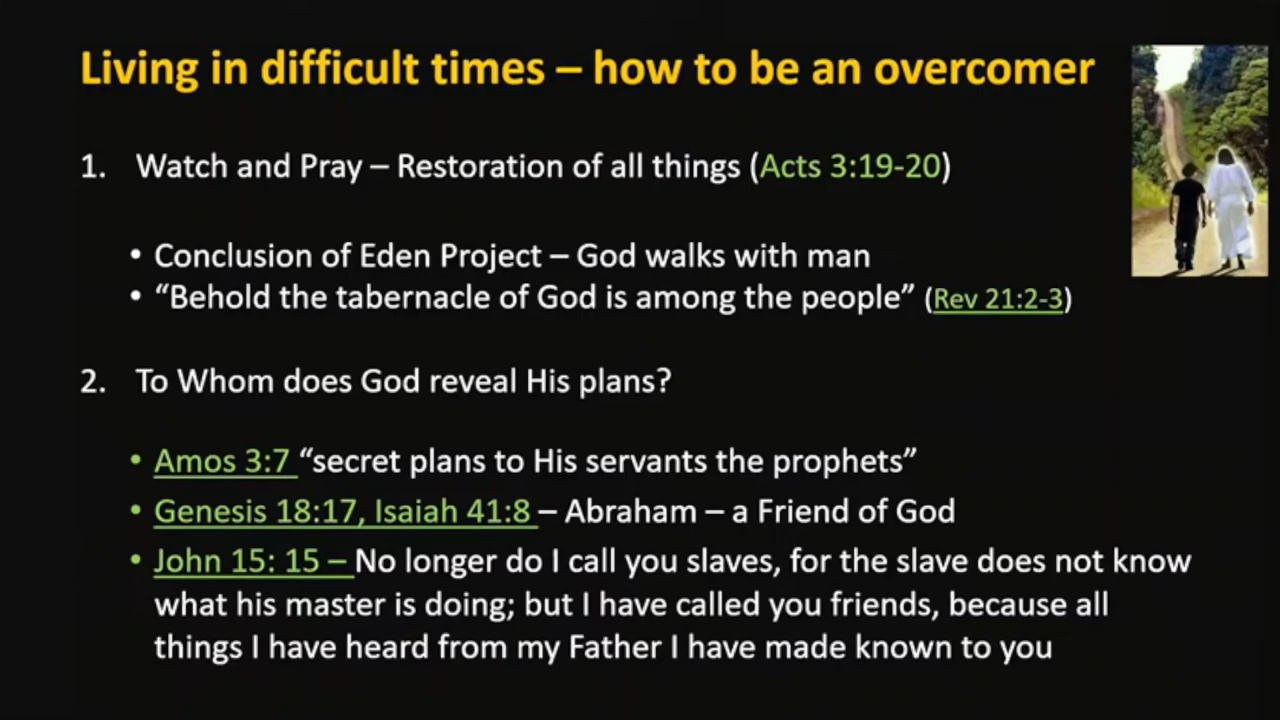 Living in difficult times – how to be an overcomer
1. Watch and Pray – Restoration of all things (Acts 3:19-20)
• Conclusion of Eden Project – God walks with man
• “Behold the tabernacle of God is among the people” (Rev 21:2-3)
2. To Whom does God reveal His plans?
• Amos 3:7 “secret plans to His servants the prophets”
• Genesis 18:17, Isaiah 41:8 – Abraham – a Friend of God
• John 15: 15 – No longer do I call you slaves, for the slave does not know
what his master is doing; but I have called you friends, because all
things I have heard from my Father I have made known to you